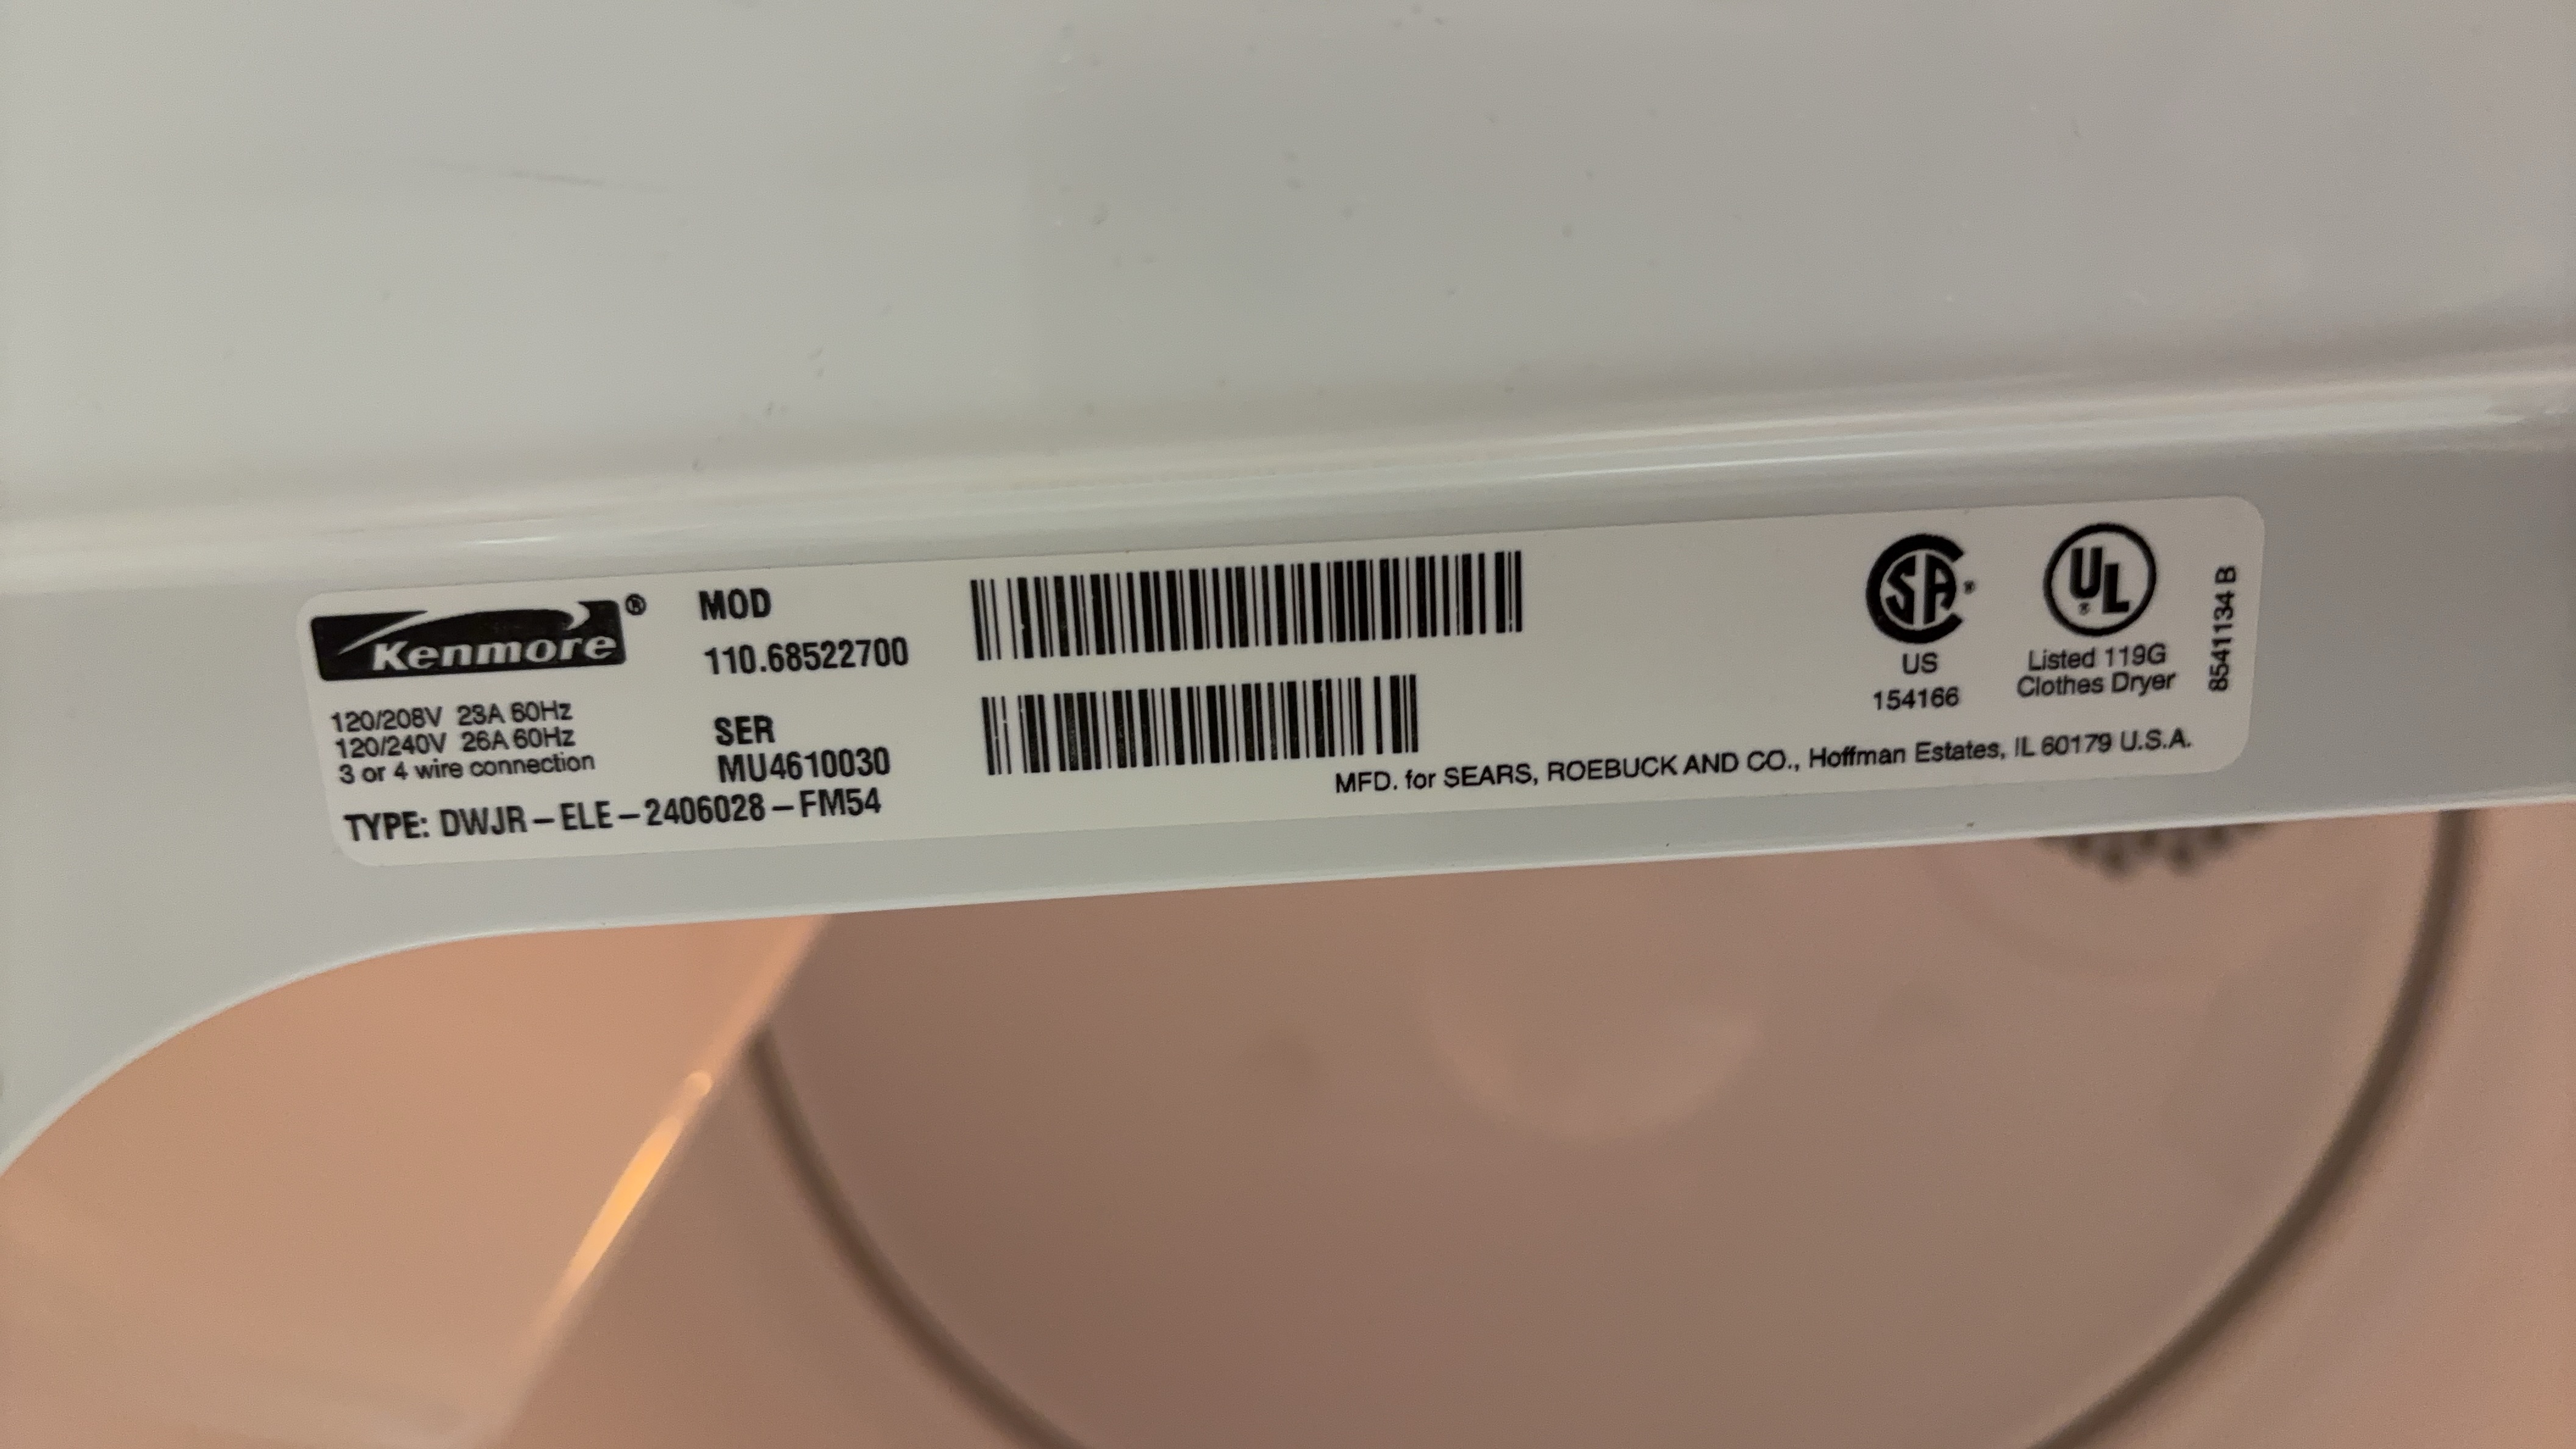 Kenmore®
MOD
110.68522700
120/208V 23A 60Hz
120/240V 26A 60Hz
3 or 4 wire connection
SER
MU4610030
TYPE: DWJR–ELE–2406028–FM54
SA®
US
154166
UL®
Listed 119G
Clothes Dryer
8541134 B
MFD. for SEARS, ROEBUCK AND CO., Hoffman Estates, IL 60179 U.S.A.